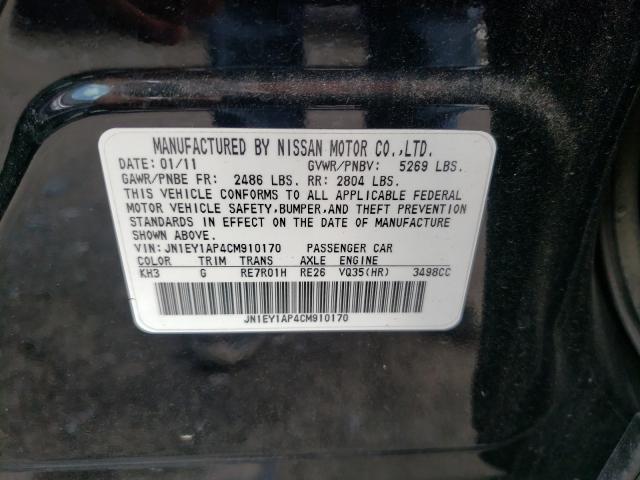 MANUFACTURED BY NISSAN MOTOR CO.,LTD.
DATE: 01/11 GVWR/PNBV: 5269 LBS.
GAWR/PNBE FR: 2486 LBS. RR: 2804 LBS.
THIS VEHICLE CONFORMS TO ALL APPLICABLE FEDERAL
MOTOR VEHICLE SAFETY,BUMPER,AND THEFT PREVENTION
STANDARDS IN EFFECT ON THE DATE OF MANUFACTURE
SHOWN ABOVE.
VIN: JN1EY1AP4CM910170 PASSENGER CAR
COLOR TRIM TRANS AXLE ENGINE
KH3 G RE7R01H RE26 VQ35(HR) 3498CC
JN1EY1AP4CM910170